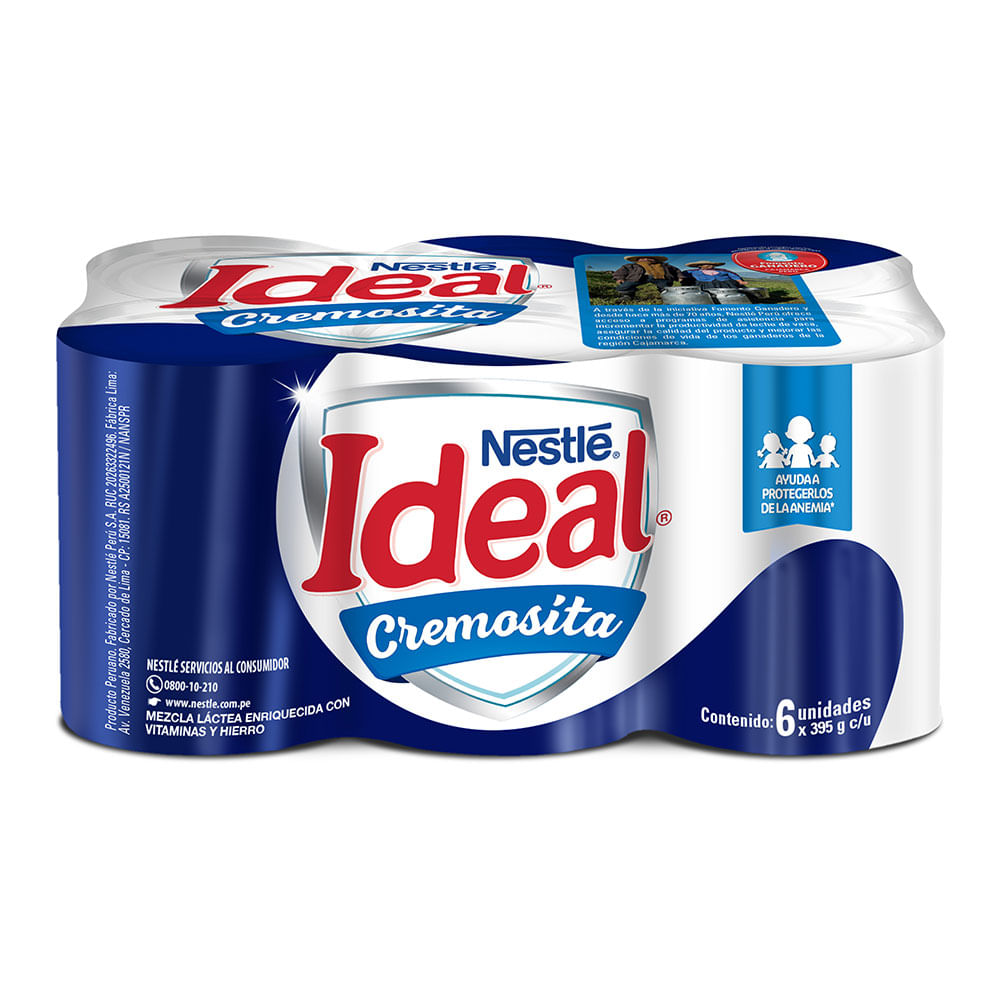 Nestlé®
Ideal®
Cremosita
FOMENTO
GANADERO
CAJAMARCA
A través de la iniciativa Fomento Ganadero y
desde hace más de 70 años, Nestlé Perú ofrece
acceso a programas de asistencia para
incrementar la productividad de leche de vaca,
asegurar la calidad del producto y mejorar las
condiciones de vida de los ganaderos de la
región Cajamarca.
Producto Peruano. Fabricado por Nestlé Perú S.A. RUC 20263322496. Fábrica Lima:
Av. Venezuela 2580, Cercado de Lima - CP: 15081. RS A2500121N / NANSPR
Nestlé®
Ideal®
Cremosita
AYUDA A
PROTEGERLOS
DE LA ANEMIA*
NESTLÉ SERVICIOS AL CONSUMIDOR
0800-10-210
www.nestle.com.pe
MEZCLA LÁCTEA ENRIQUECIDA CON
VITAMINAS Y HIERRO
Contenido: 6 unidades
x 395 g c/u